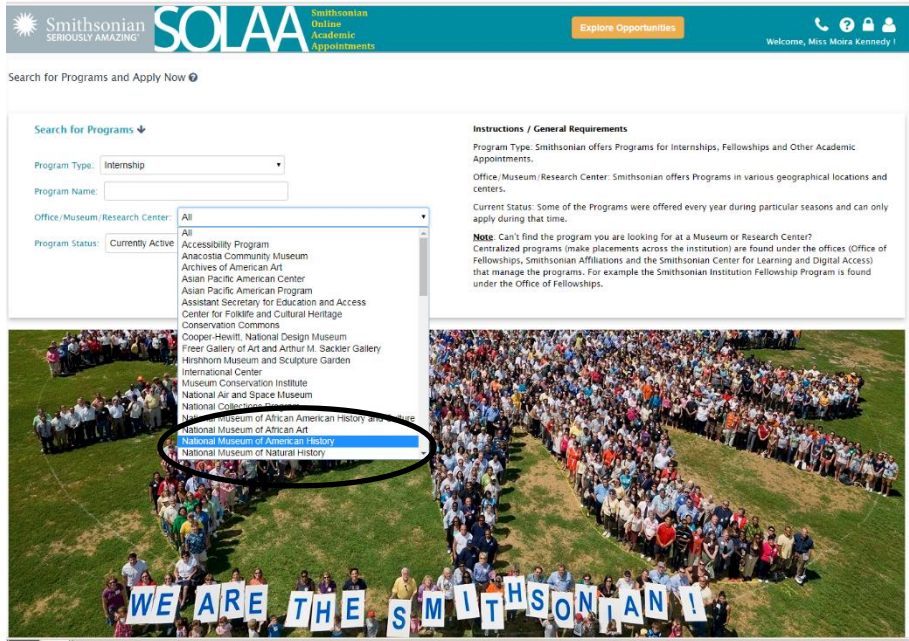 Smithsonian
SERIOUSLY AMAZING
SOLAA
Smithsonian
Online
Academic
Appointments
Explore Opportunities
Welcome, Miss Moira Kennedy !
Search for Programs and Apply Now
Search for Programs
Program Type: Internship
Program Name:
Office/Museum/Research Center: All
Program Status: Currently Active
All
Accessibility Program
Anacostia Community Museum
Archives of American Art
Asian Pacific American Center
Asian Pacific American Program
Assistant Secretary for Education and Access
Center for Folklife and Cultural Heritage
Conservation Commons
Cooper-Hewitt, National Design Museum
Freer Gallery of Art and Arthur M. Sackler Gallery
Hirshhorn Museum and Sculpture Garden
International Center
Museum Conservation Institute
National Air and Space Museum
National Collections Program
National Museum of African American History and Culture
National Museum of African Art
National Museum of American History
National Museum of Natural History
Instructions / General Requirements
Program Type: Smithsonian offers Programs for Internships, Fellowships and Other Academic
Appointments.
Office/Museum/Research Center: Smithsonian offers Programs in various geographical locations and
centers.
Current Status: Some of the Programs were offered every year during particular seasons and can only
apply during that time.
Note: Can't find the program you are looking for at a Museum or Research Center?
Centralized programs (make placements across the institution) are found under the offices (Office of
Fellowships, Smithsonian Affiliations and the Smithsonian Center for Learning and Digital Access)
that manage the programs. For example the Smithsonian Institution Fellowship Program is found
under the Office of Fellowships.
WE ARE THE SMITHSONIAN!